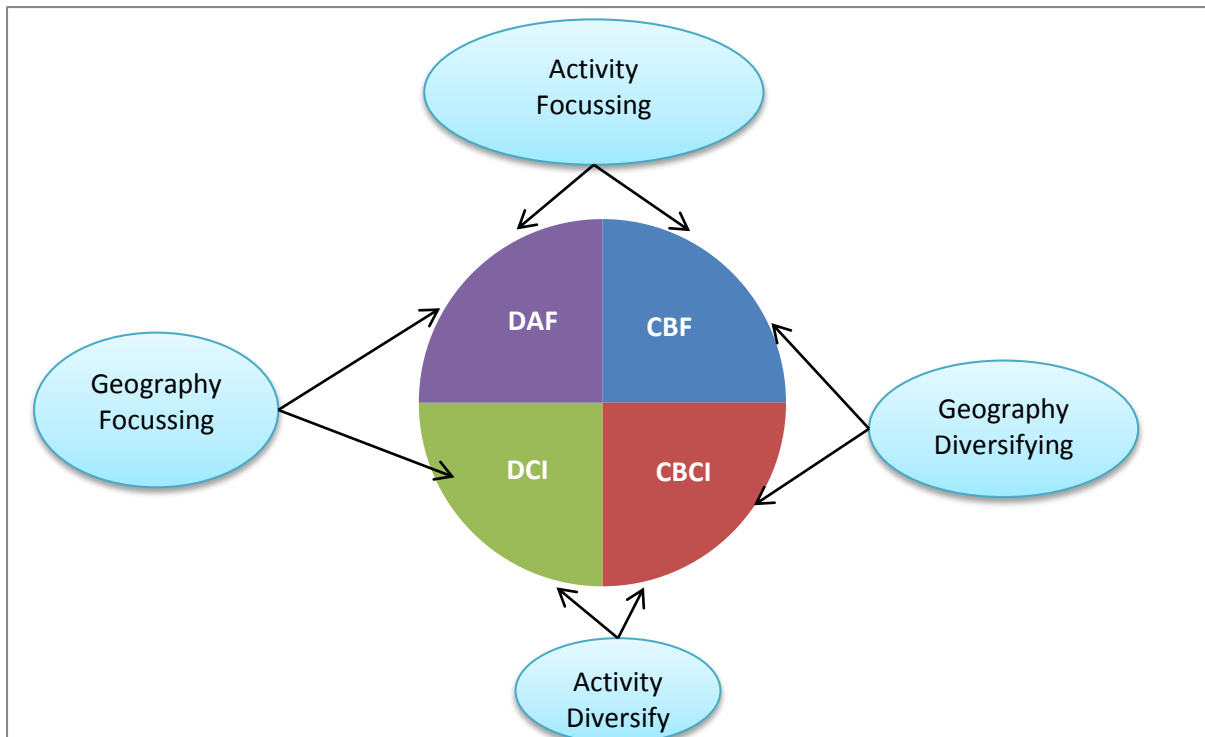 Activity
Focussing
DAF
CBF
Geography
Focussing
Geography
Diversifying
DCI
CBCI
Activity
Diversify